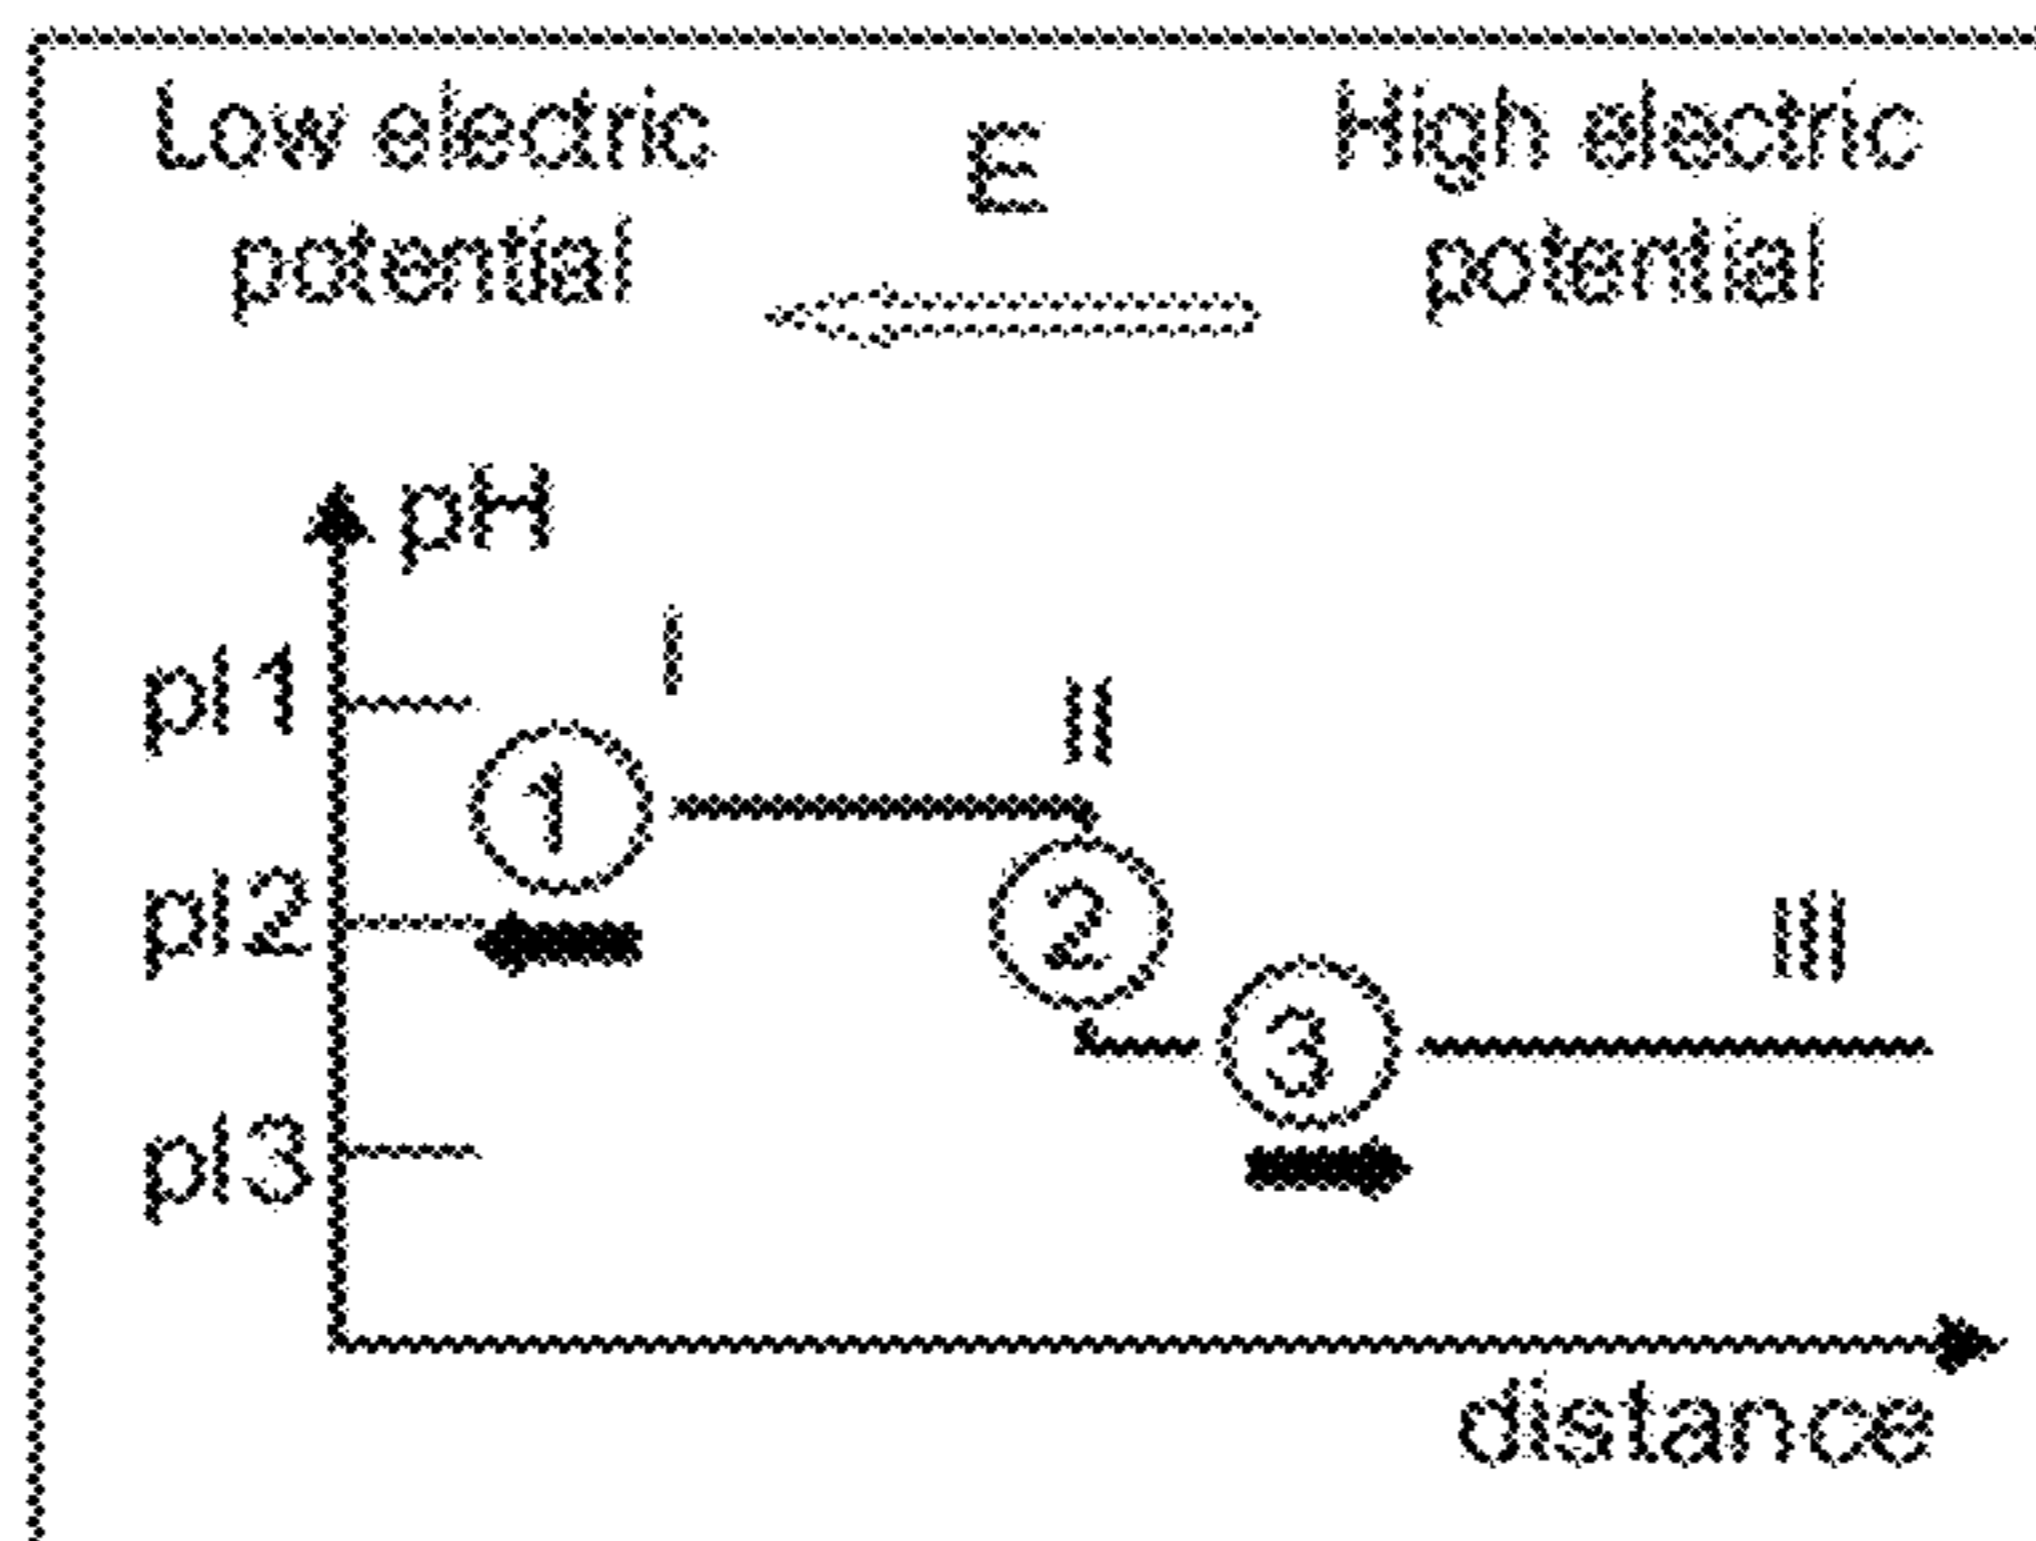 Low electric
potential
E
High electric
potential
pH
pI1
I
II
1
pI2
2
III
3
pI3
distance